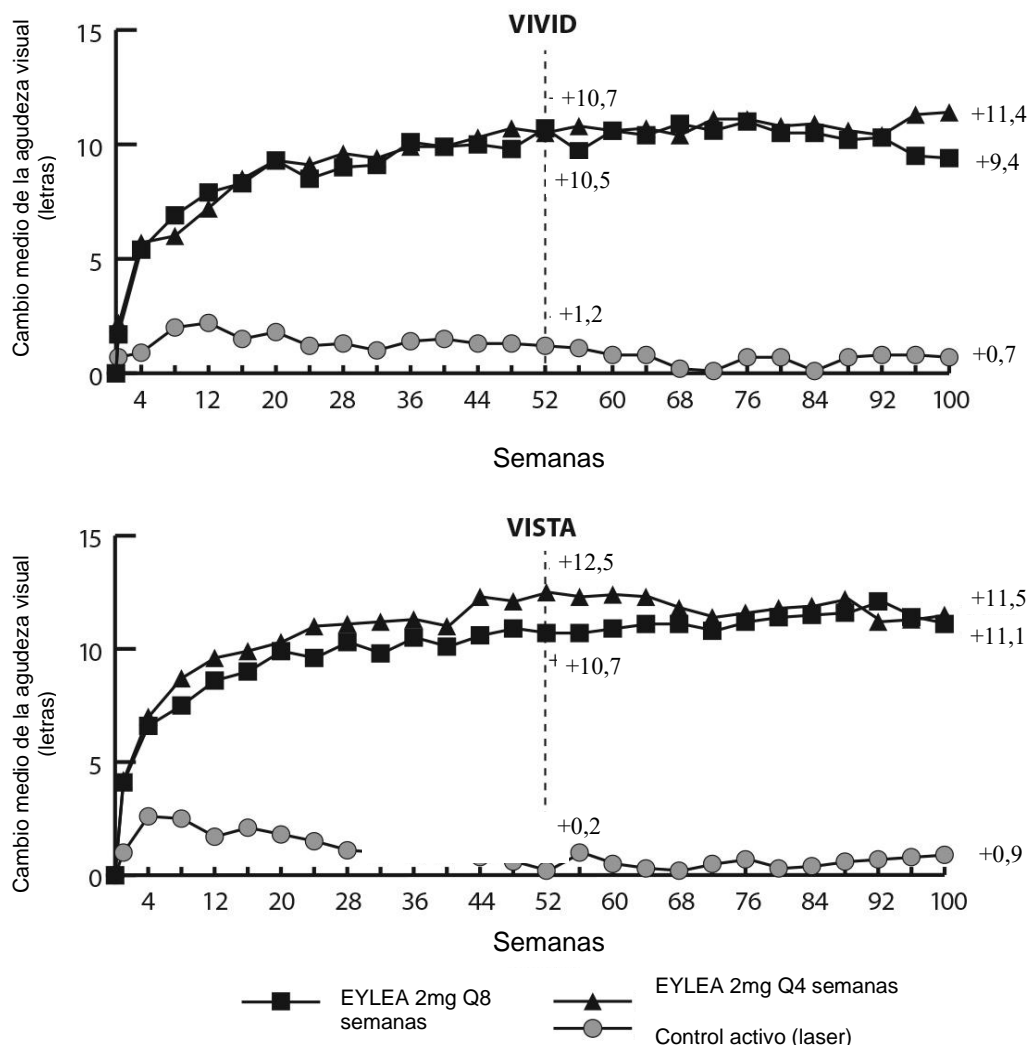 VIVID
Cambio medio de la agudeza visual
(letras)
15
10
5
0
+10,7
+10,5
+1,2
+11,4
+9,4
+0,7
4 12 20 28 36 44 52 60 68 76 84 92 100
Semanas
VISTA
Cambio medio de la agudeza visual
(letras)
15
10
5
0
+12,5
+ +10,7
+0,2
+11,5
+11,1
+0,9
4 12 20 28 36 44 52 60 68 76 84 92 100
Semanas
EYLEA 2mg Q8
semanas
EYLEA 2mg Q4 semanas
Control activo (laser)